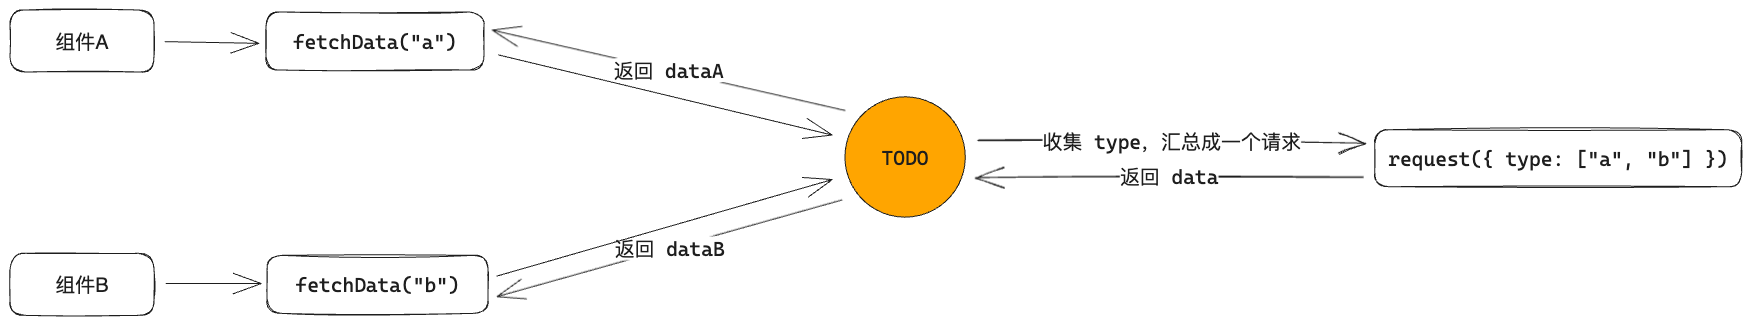 组件A
fetchData("a")
返回 dataA
TODO
收集 type，汇总成一个请求
返回 data
request({ type: ["a", "b"] })
返回 dataB
组件B
fetchData("b")